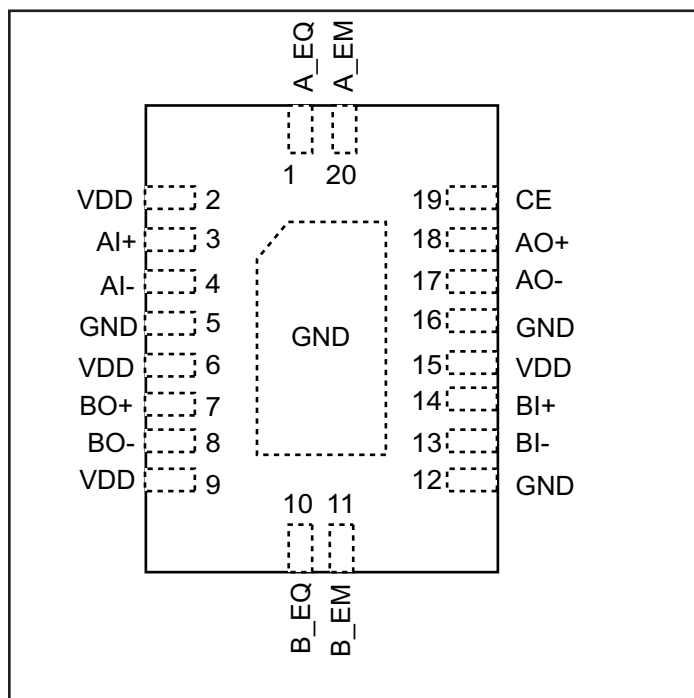 A_EQ A_EM
1 20
VDD 2 19 CE
AI+ 3 18 AO+
AI- 4 17 AO-
GND 5 16 GND
GND
VDD 6 15 VDD
BO+ 7 14 BI+
BO- 8 13 BI-
VDD 9 12 GND
10 11
B_EQ B_EM